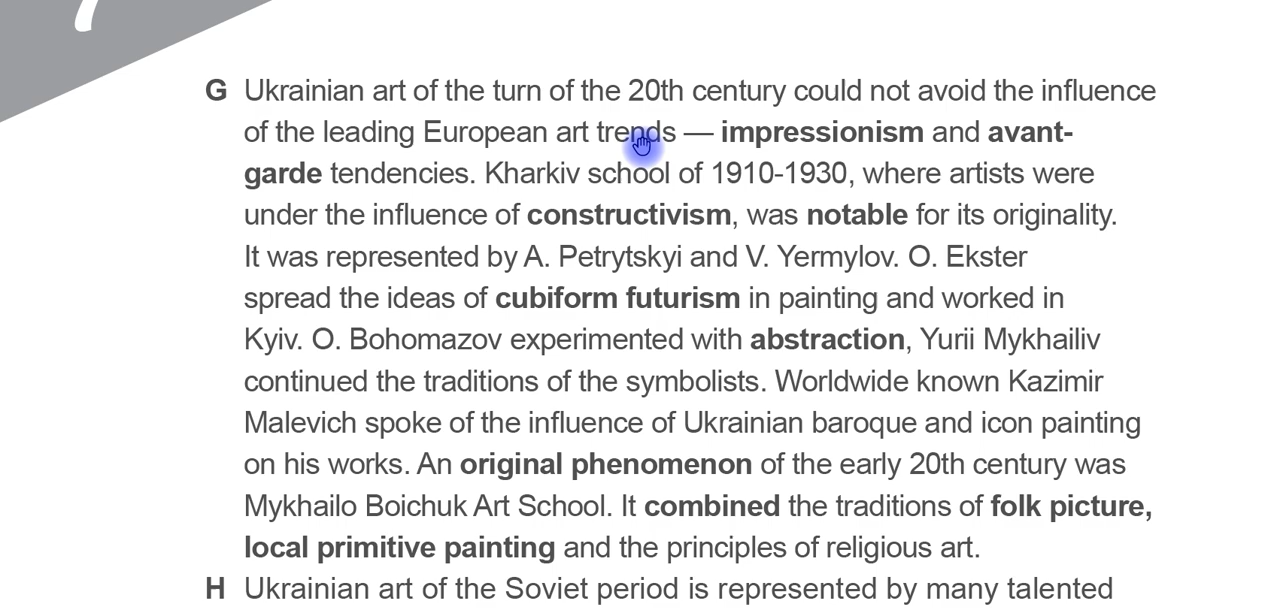 G Ukrainian art of the turn of the 20th century could not avoid the influence
of the leading European art trends — impressionism and avant-
garde tendencies. Kharkiv school of 1910-1930, where artists were
under the influence of constructivism, was notable for its originality.
It was represented by A. Petrytskyi and V. Yermylov. O. Ekster
spread the ideas of cubiform futurism in painting and worked in
Kyiv. O. Bohomazov experimented with abstraction, Yurii Mykhailiv
continued the traditions of the symbolists. Worldwide known Kazimir
Malevich spoke of the influence of Ukrainian baroque and icon painting
on his works. An original phenomenon of the early 20th century was
Mykhailo Boichuk Art School. It combined the traditions of folk picture,
local primitive painting and the principles of religious art.
H Ukrainian art of the Soviet period is represented by many talented